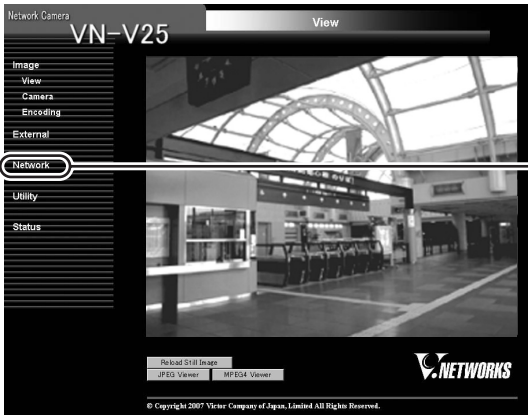 Network Camera
VN-V25
View
Image
View
Camera
Encoding
External
Network
Utility
Status
Reload Still Image
JPEG Viewer
MPEG4 Viewer
V.NETWORKS
© Copyright 2007 Victor Company of Japan, Limited All Rights Reserved.